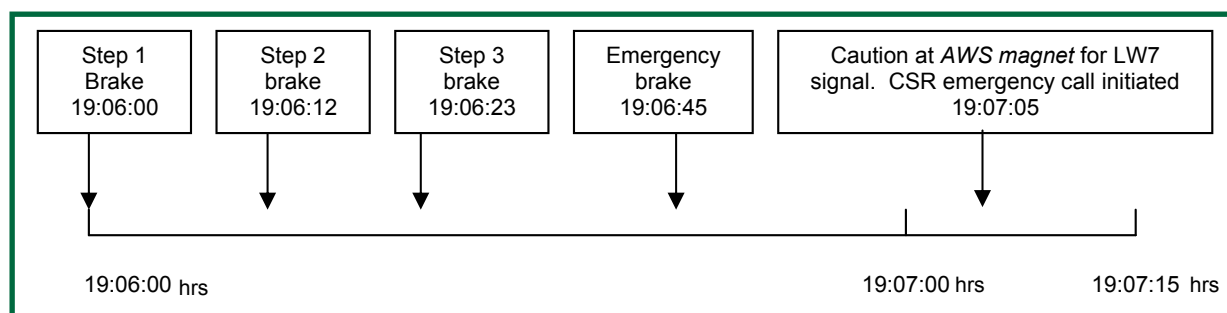 Step 1
Brake
19:06:00
Step 2
brake
19:06:12
Step 3
brake
19:06:23
Emergency
brake
19:06:45
Caution at AWS magnet for LW7
signal. CSR emergency call initiated
19:07:05
19:06:00 hrs
19:07:00 hrs
19:07:15 hrs